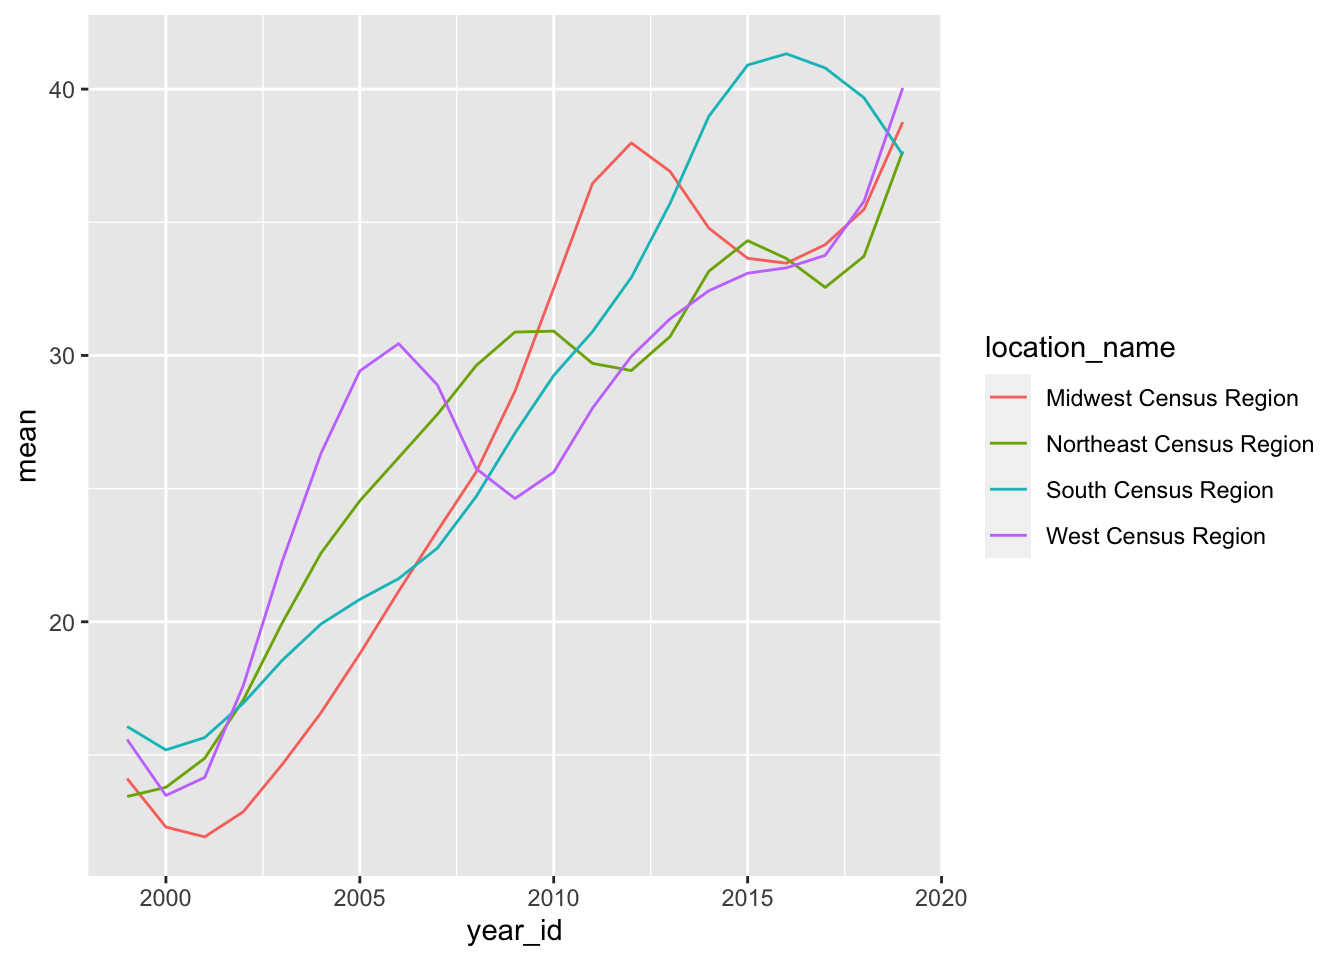 40
30
20
mean
2000 2005 2010 2015 2020
year_id
location_name
Midwest Census Region
Northeast Census Region
South Census Region
West Census Region